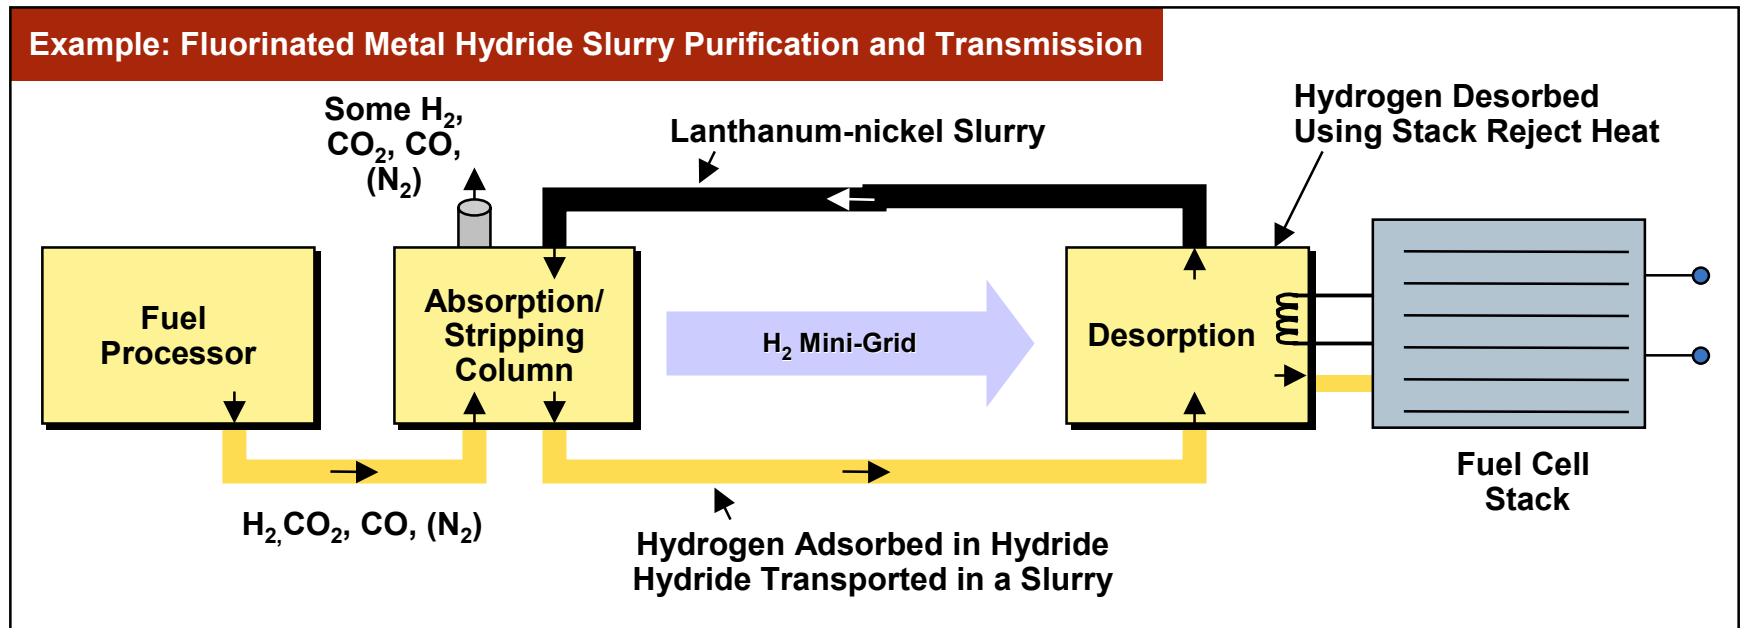 Example: Fluorinated Metal Hydride Slurry Purification and Transmission
Some H₂,
CO₂, CO,
(N₂)
Lanthanum-nickel Slurry
Hydrogen Desorbed
Using Stack Reject Heat
Fuel
Processor
Absorption/
Stripping
Column
H₂ Mini-Grid
Desorption
Fuel Cell
Stack
H₂,CO₂, CO, (N₂)
Hydrogen Adsorbed in Hydride
Hydride Transported in a Slurry